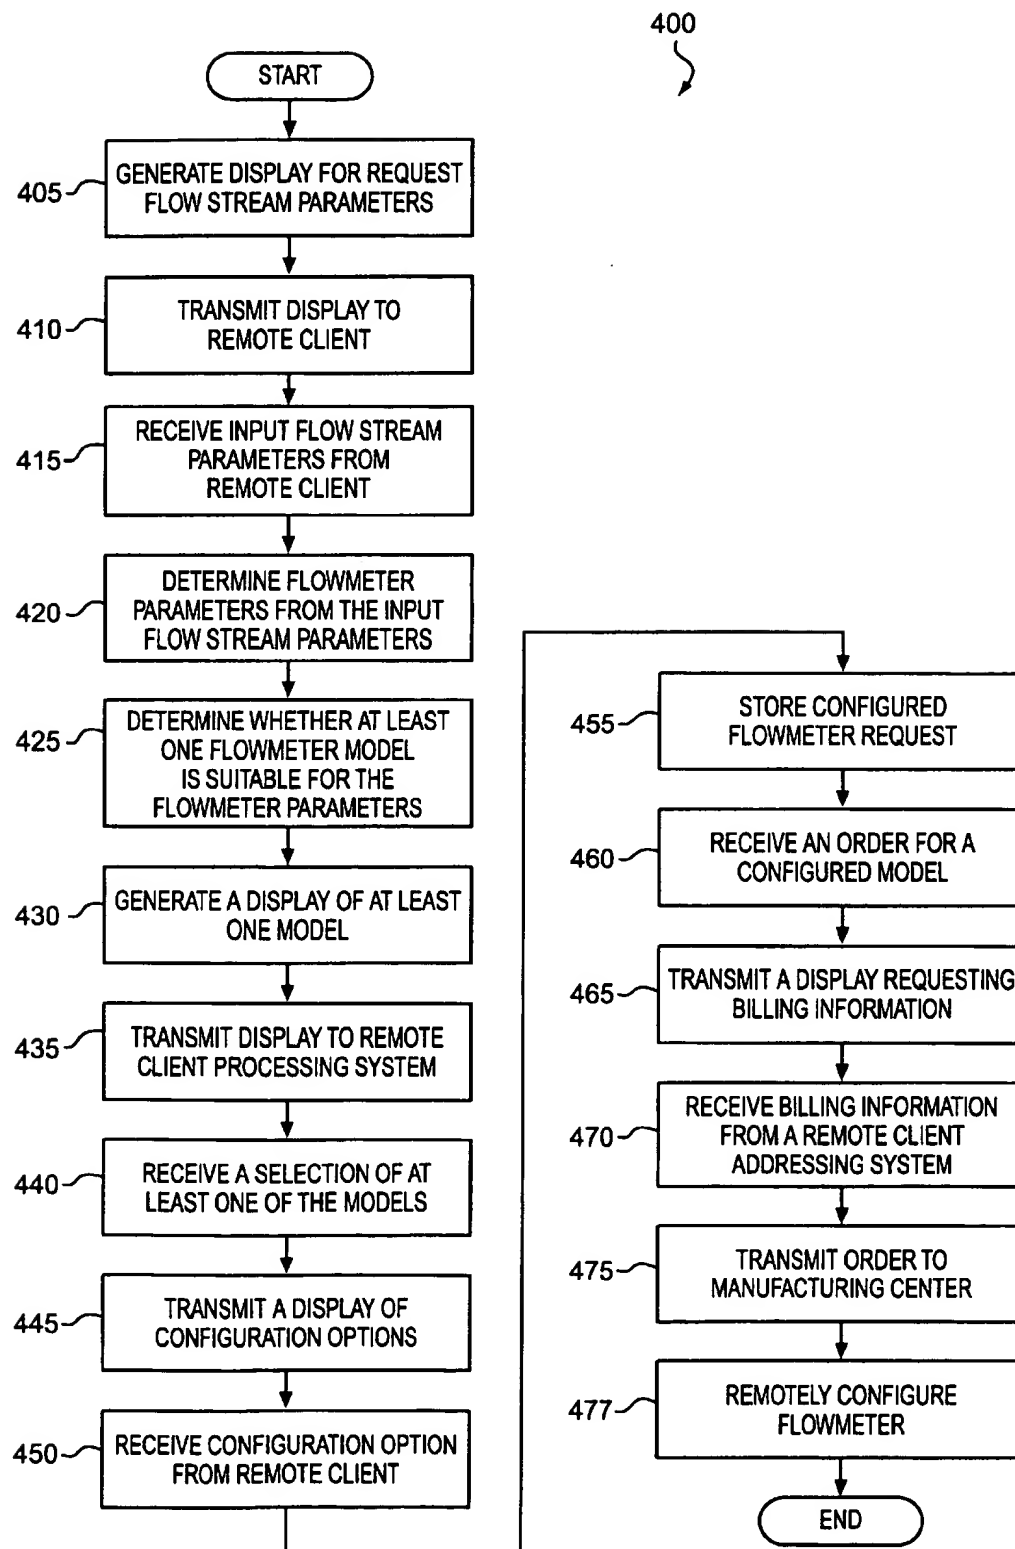 400
START
405
GENERATE DISPLAY FOR REQUEST
FLOW STREAM PARAMETERS
410
TRANSMIT DISPLAY TO
REMOTE CLIENT
415
RECEIVE INPUT FLOW STREAM
PARAMETERS FROM
REMOTE CLIENT
420
DETERMINE FLOWMETER
PARAMETERS FROM THE INPUT
FLOW STREAM PARAMETERS
425
DETERMINE WHETHER AT LEAST
ONE FLOWMETER MODEL
IS SUITABLE FOR THE
FLOWMETER PARAMETERS
430
GENERATE A DISPLAY OF AT LEAST
ONE MODEL
435
TRANSMIT DISPLAY TO REMOTE
CLIENT PROCESSING SYSTEM
440
RECEIVE A SELECTION OF AT
LEAST ONE OF THE MODELS
445
TRANSMIT A DISPLAY OF
CONFIGURATION OPTIONS
450
RECEIVE CONFIGURATION OPTION
FROM REMOTE CLIENT
455
STORE CONFIGURED
FLOWMETER REQUEST
460
RECEIVE AN ORDER FOR A
CONFIGURED MODEL
465
TRANSMIT A DISPLAY REQUESTING
BILLING INFORMATION
470
RECEIVE BILLING INFORMATION
FROM A REMOTE CLIENT
ADDRESSING SYSTEM
475
TRANSMIT ORDER TO
MANUFACTURING CENTER
477
REMOTELY CONFIGURE
FLOWMETER
END